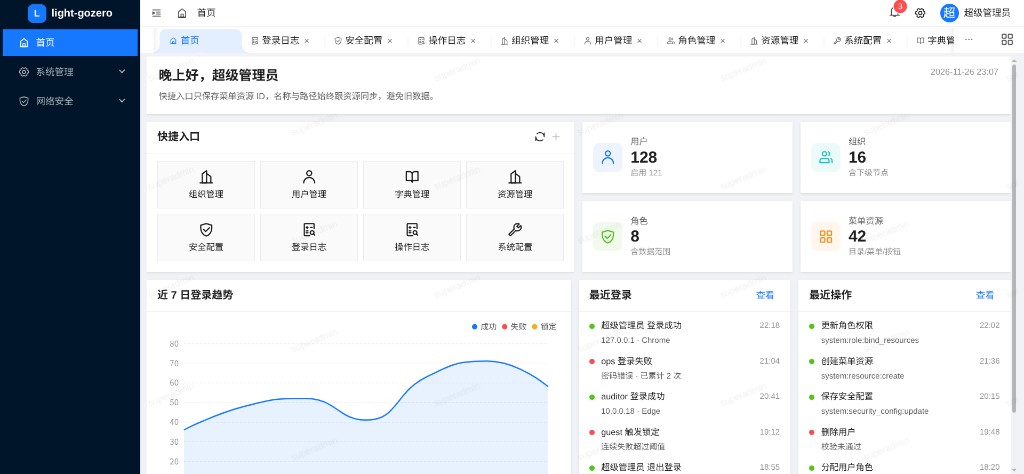 L light-gozero
首页
3
超 超级管理员
首页
系统管理
网络安全
首页
登录日志 ×
安全配置 ×
操作日志 ×
组织管理 ×
用户管理 ×
角色管理 ×
资源管理 ×
系统配置 ×
字典管
···
晚上好，超级管理员
2026-11-26 23:07
快捷入口只保存菜单资源 ID，名称与路径始终跟资源同步，避免旧数据。
快捷入口
组织管理
用户管理
字典管理
资源管理
安全配置
登录日志
操作日志
系统配置
用户
128
启用 121
组织
16
含下级节点
角色
8
含数据范围
菜单资源
42
目录/菜单/按钮
近 7 日登录趋势
成功 失败 锁定
80
70
60
50
40
30
20
最近登录 查看
超级管理员 登录成功 22:18
127.0.0.1 · Chrome
ops 登录失败 21:04
密码错误 · 已累计 2 次
auditor 登录成功 20:41
10.0.0.18 · Edge
guest 触发锁定 19:12
连续失败超过阈值
超级管理员 退出登录 18:55
最近操作 查看
更新角色权限 22:02
system:role:bind_resources
创建菜单资源 21:36
system:resource:create
保存安全配置 20:15
system:security_config:update
删除用户 19:48
校验未通过
分配用户角色 18:20